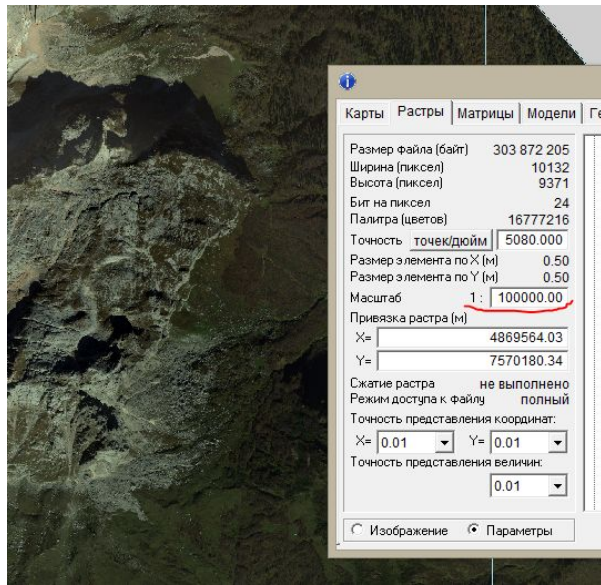 Карты Растры Матрицы Модели
Размер файла (байт) 303 872 205
Ширина (пиксел) 10132
Высота (пиксел) 9371
Бит на пиксел 24
Палитра (цветов) 16777216
Точность точек/дюйм 5080.000
Размер элемента по X (м) 0.50
Размер элемента по Y (м) 0.50
Масштаб 1 : 100000.00
Привязка растра (м)
X= 4869564.03
Y= 7570180.34
Сжатие растра не выполнено
Режим доступа к файлу полный
Точность представления координат:
X= 0.01 Y= 0.01
Точность представления величин:
0.01
Изображение Параметры